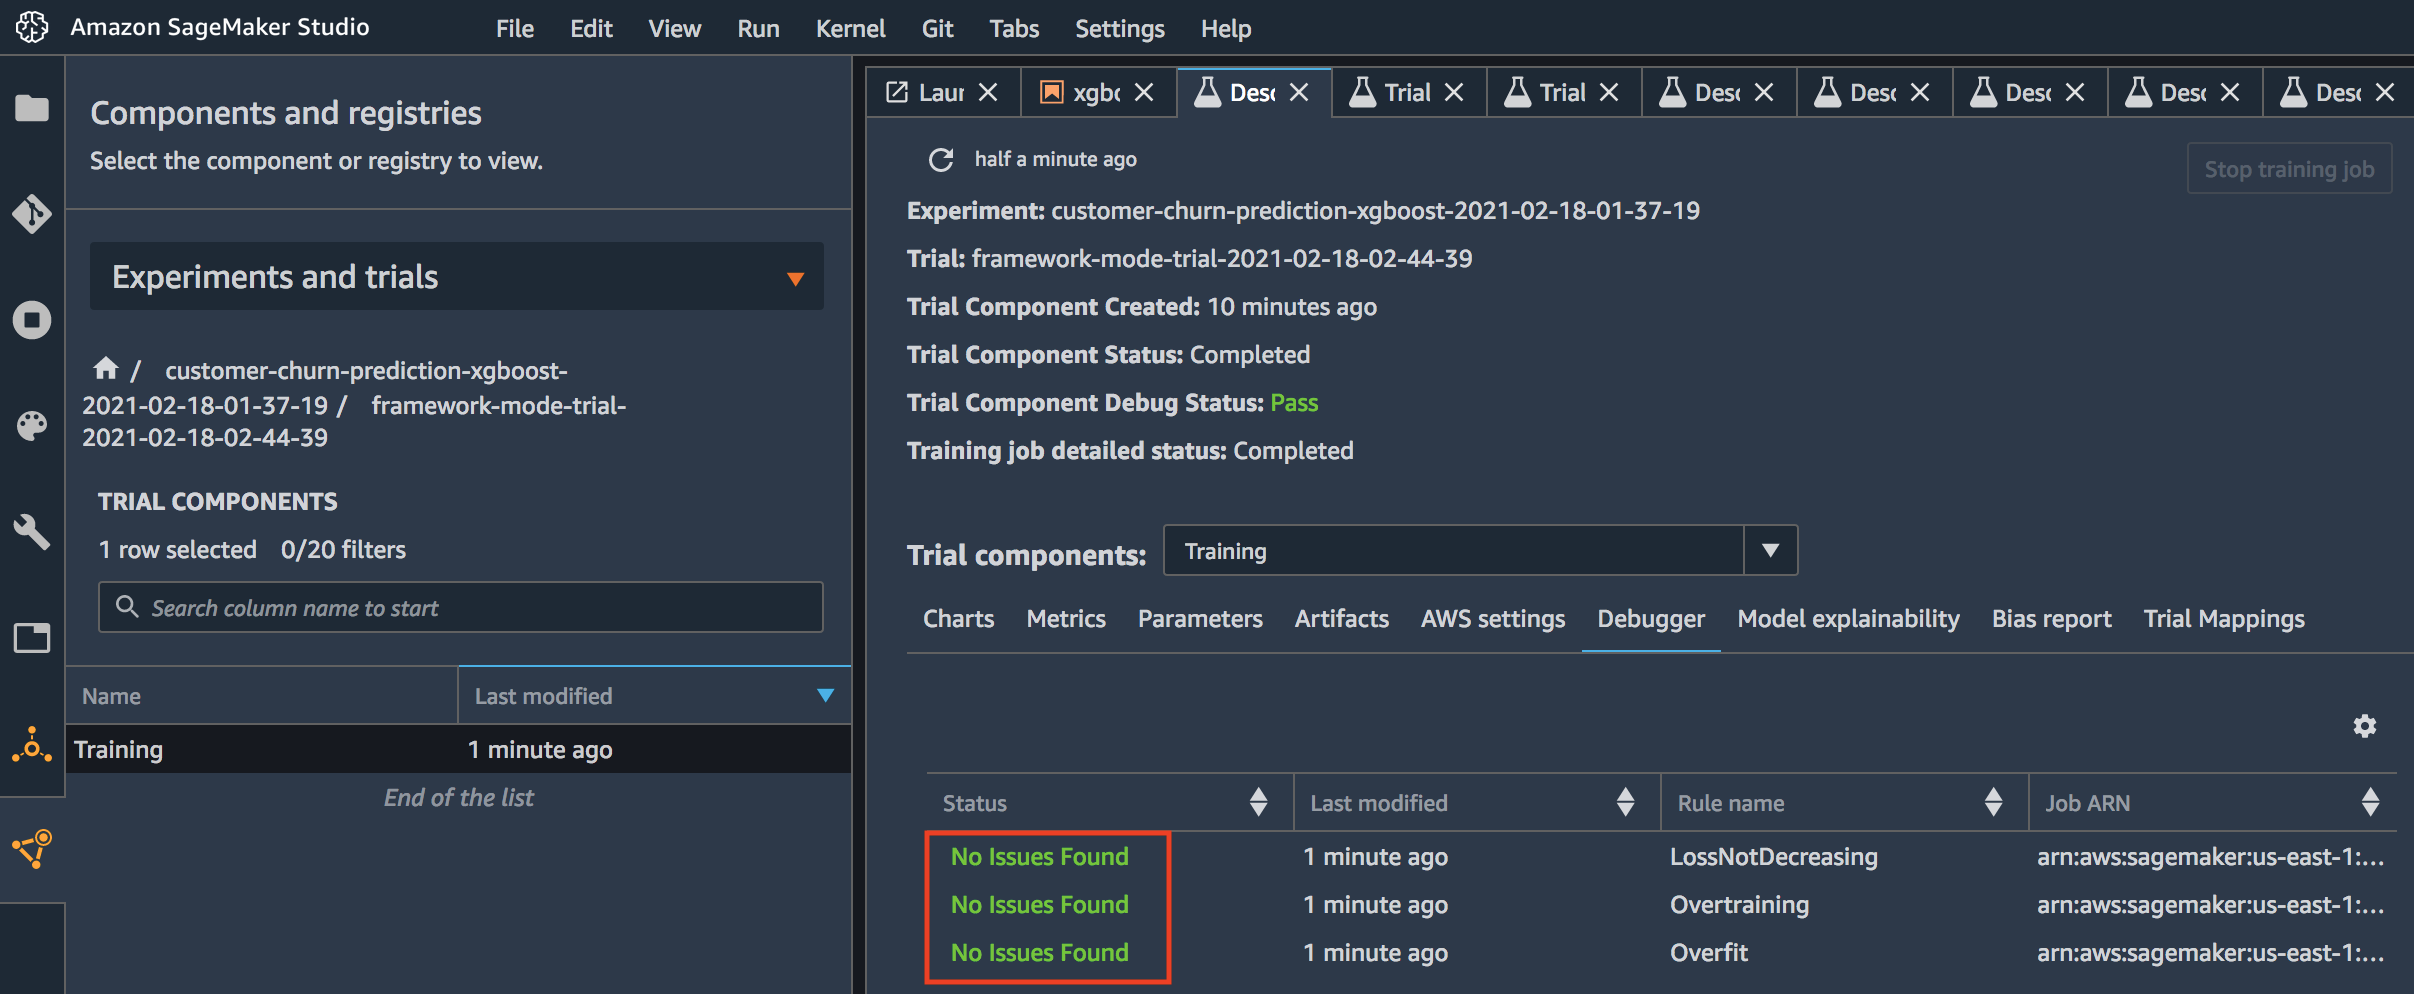 Amazon SageMaker Studio
File Edit View Run Kernel Git Tabs Settings Help
Components and registries
Select the component or registry to view.
Experiments and trials
/ customer-churn-prediction-xgboost-
2021-02-18-01-37-19 / framework-mode-trial-
2021-02-18-02-44-39
TRIAL COMPONENTS
1 row selected 0/20 filters
Search column name to start
Name Last modified
Training 1 minute ago
End of the list
Laur xgbc Desc Trial Trial Desc Desc Desc Desc Desc
half a minute ago
Stop training job
Experiment: customer-churn-prediction-xgboost-2021-02-18-01-37-19
Trial: framework-mode-trial-2021-02-18-02-44-39
Trial Component Created: 10 minutes ago
Trial Component Status: Completed
Trial Component Debug Status: Pass
Training job detailed status: Completed
Trial components: Training
Charts Metrics Parameters Artifacts AWS settings Debugger Model explainability Bias report Trial Mappings
Status Last modified Rule name Job ARN
No Issues Found 1 minute ago LossNotDecreasing arn:aws:sagemaker:us-east-1:...
No Issues Found 1 minute ago Overtraining arn:aws:sagemaker:us-east-1:...
No Issues Found 1 minute ago Overfit arn:aws:sagemaker:us-east-1:...